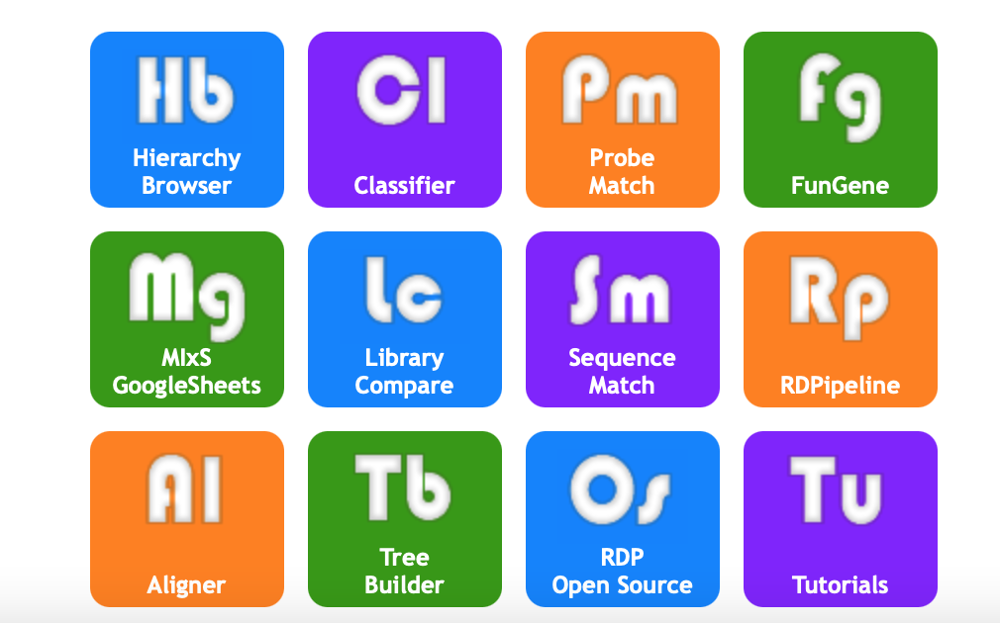 Hb
Hierarchy
Browser
Cl
Classifier
Pm
Probe
Match
Fg
FunGene
Mg
MIxS
GoogleSheets
Lc
Library
Compare
Sm
Sequence
Match
Rp
RDPipeline
Al
Aligner
Tb
Tree
Builder
Os
RDP
Open Source
Tu
Tutorials